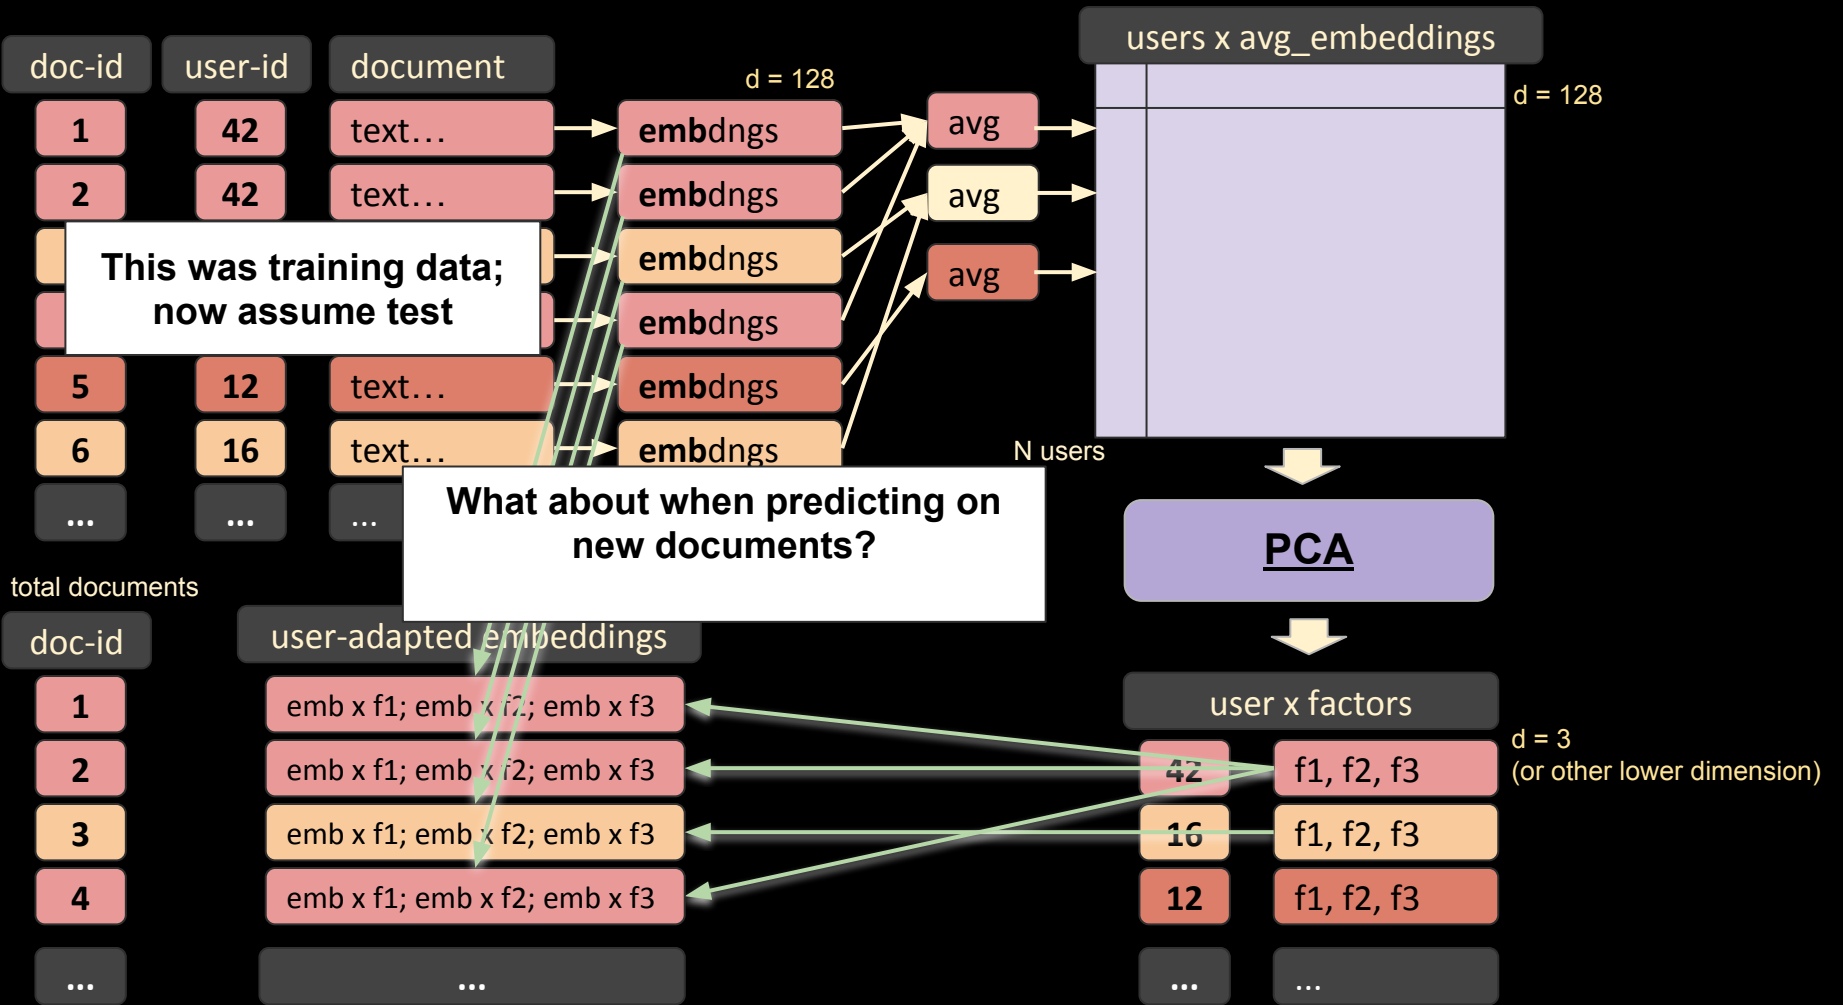 users x avg_embeddings
doc-id user-id document
d = 128
d = 128
1 42 text… embdngs avg
2 42 text… embdngs avg
This was training data;
now assume test
embdngs avg
embdngs
5 12 text… embdngs
6 16 text… embdngs
N users
... ... ...
What about when predicting on
new documents?
PCA
total documents
doc-id user-adapted embeddings
user x factors
1 emb x f1; emb x f2; emb x f3
d = 3
(or other lower dimension)
2 emb x f1; emb x f2; emb x f3 42 f1, f2, f3
3 emb x f1; emb x f2; emb x f3 16 f1, f2, f3
4 emb x f1; emb x f2; emb x f3 12 f1, f2, f3
... ... ... ...